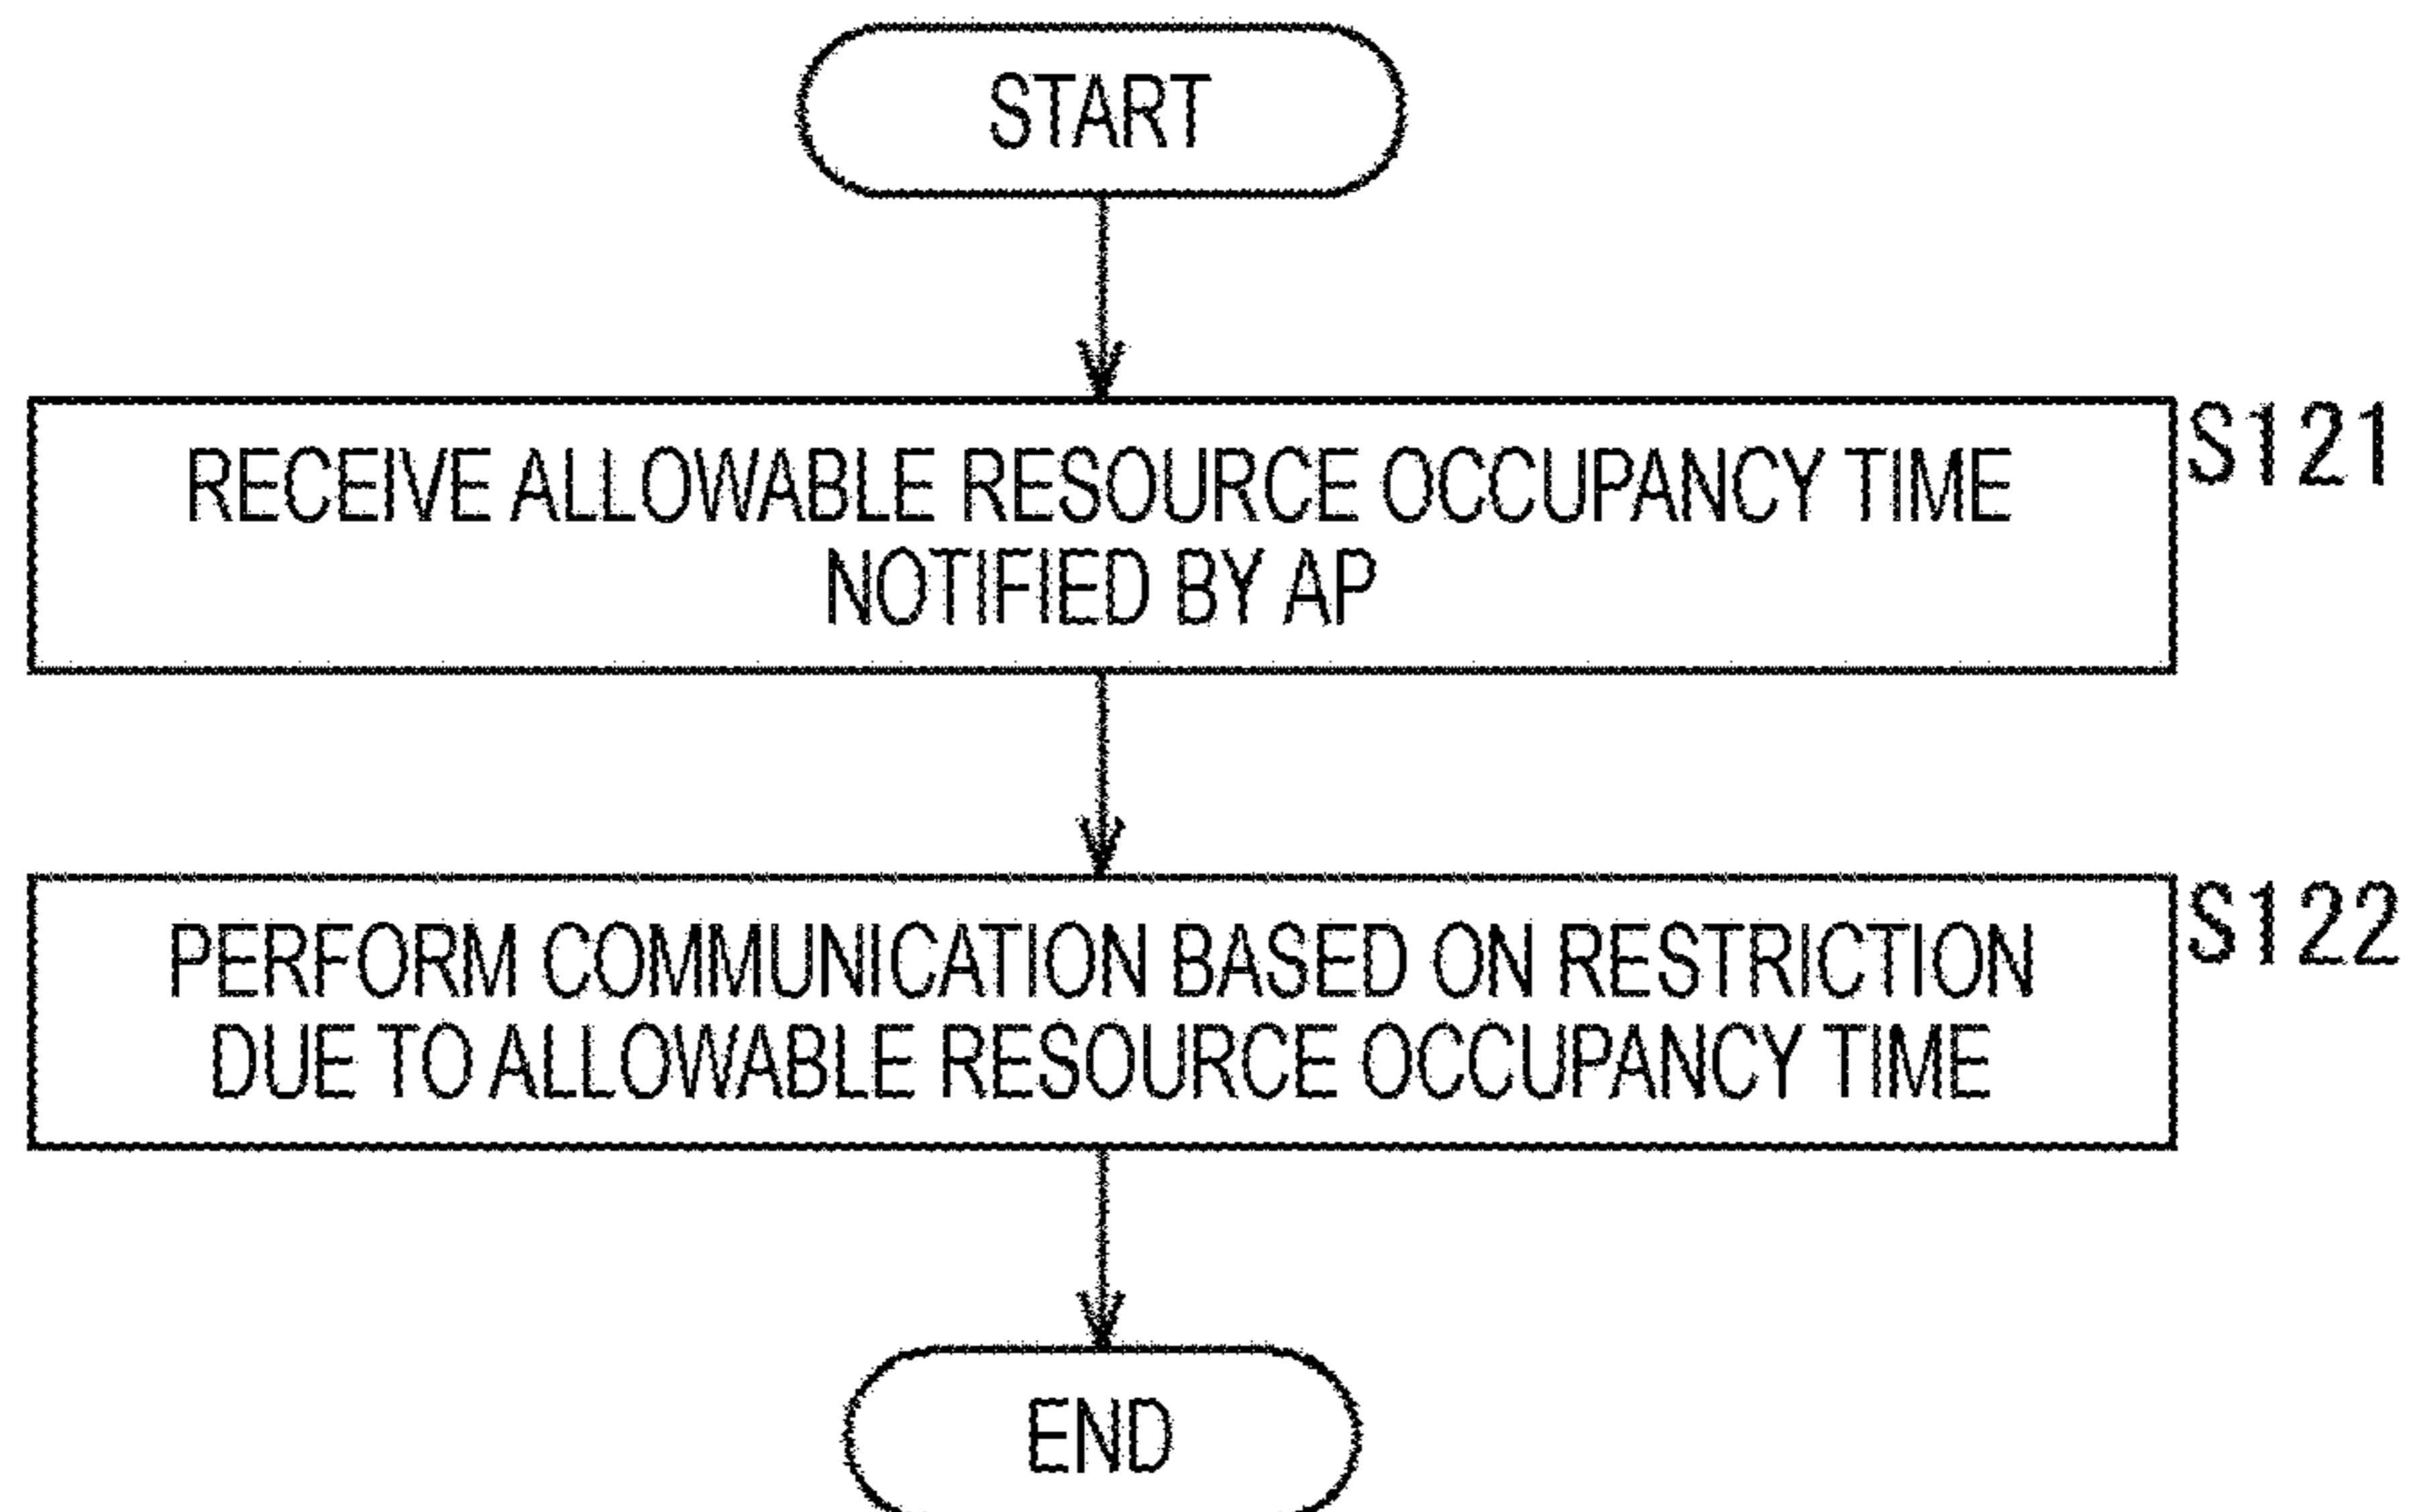 START
RECEIVE ALLOWABLE RESOURCE OCCUPANCY TIME
NOTIFIED BY AP
S121
PERFORM COMMUNICATION BASED ON RESTRICTION
DUE TO ALLOWABLE RESOURCE OCCUPANCY TIME
S122
END